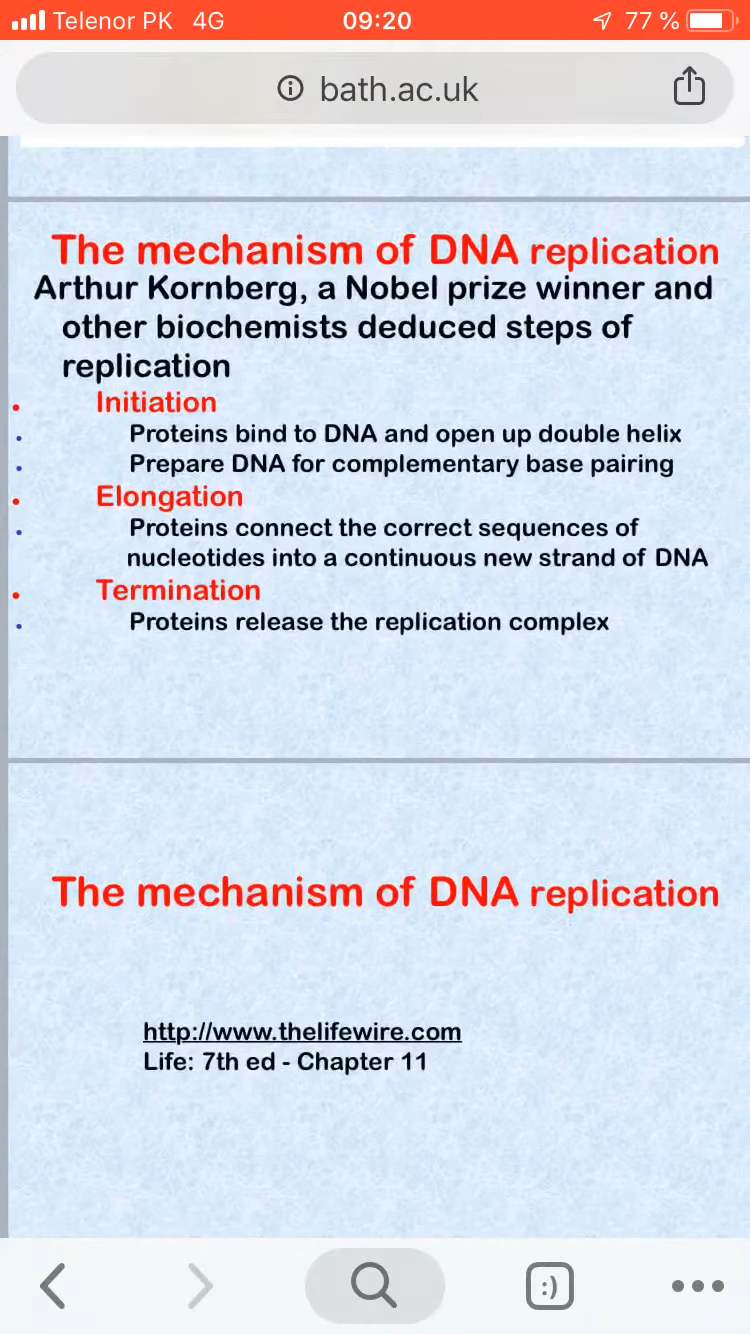 Telenor PK 4G 09:20 77 %
bath.ac.uk
The mechanism of DNA replication
Arthur Kornberg, a Nobel prize winner and
other biochemists deduced steps of
replication
• Initiation
• Proteins bind to DNA and open up double helix
• Prepare DNA for complementary base pairing
• Elongation
• Proteins connect the correct sequences of
nucleotides into a continuous new strand of DNA
• Termination
• Proteins release the replication complex
The mechanism of DNA replication
http://www.thelifewire.com
Life: 7th ed - Chapter 11
:)